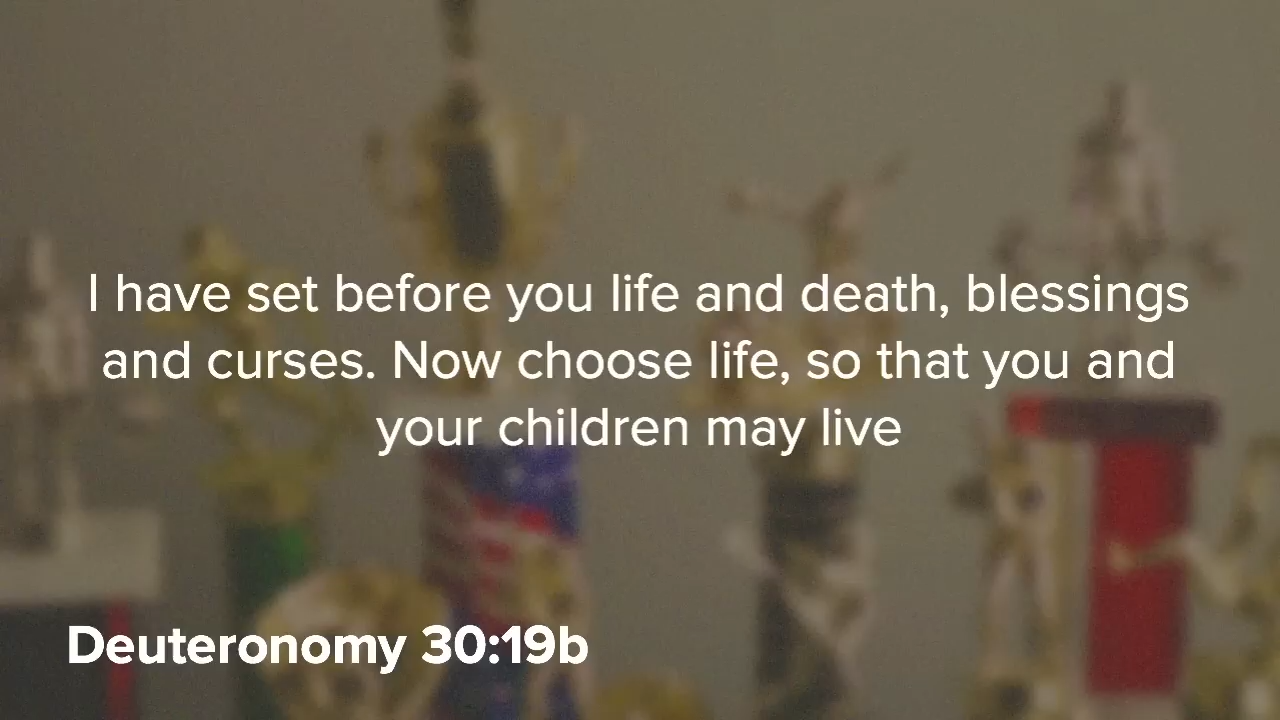 I have set before you life and death, blessings
and curses. Now choose life, so that you and
your children may live
Deuteronomy 30:19b